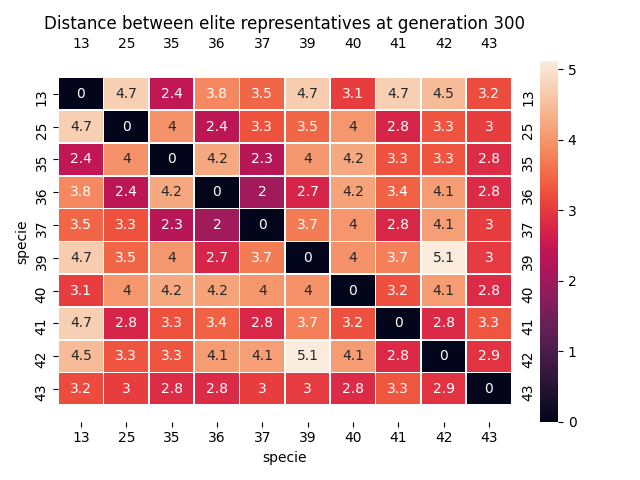 Distance between elite representatives at generation 300
13 25 35 36 37 39 40 41 42 43
13 0 4.7 2.4 3.8 3.5 4.7 3.1 4.7 4.5 3.2 13
25 4.7 0 4 2.4 3.3 3.5 4 2.8 3.3 3 25
35 2.4 4 0 4.2 2.3 4 4.2 3.3 3.3 2.8 35
36 3.8 2.4 4.2 0 2 2.7 4.2 3.4 4.1 2.8 36
37 3.5 3.3 2.3 2 0 3.7 4 2.8 4.1 3 37
39 4.7 3.5 4 2.7 3.7 0 4 3.7 5.1 3 39
40 3.1 4 4.2 4.2 4 4 0 3.2 4.1 2.8 40
41 4.7 2.8 3.3 3.4 2.8 3.7 3.2 0 2.8 3.3 41
42 4.5 3.3 3.3 4.1 4.1 5.1 4.1 2.8 0 2.9 42
43 3.2 3 2.8 2.8 3 3 2.8 3.3 2.9 0 43
13 25 35 36 37 39 40 41 42 43
specie
specie
5
4
3
2
1
0